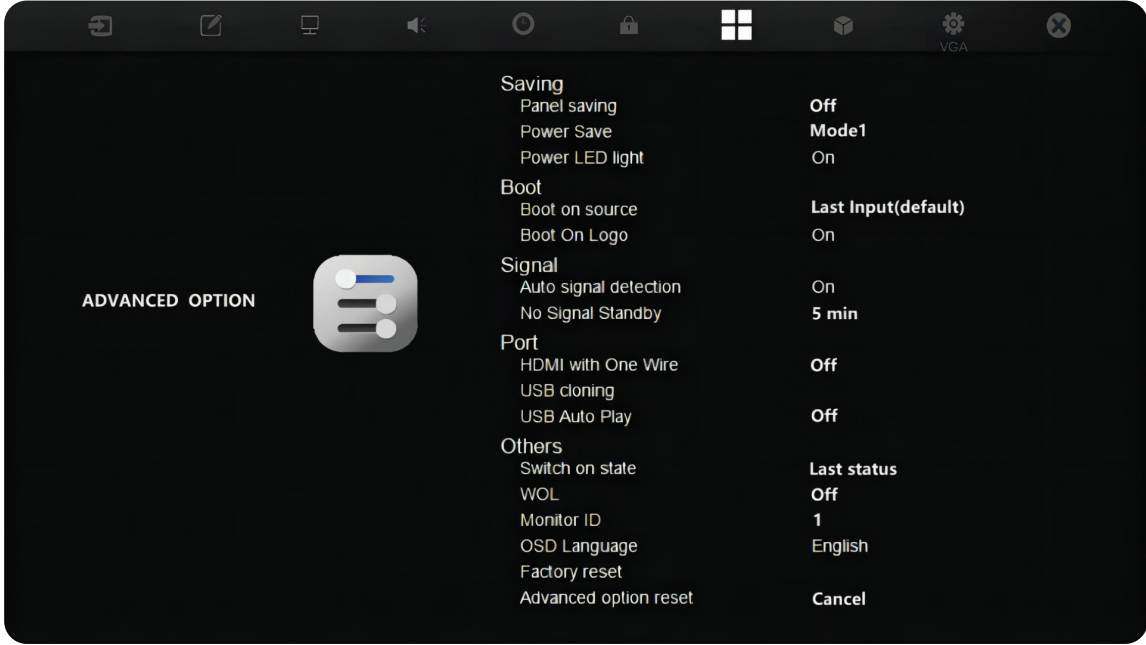 VGA
Saving
Panel saving Off
Power Save Mode1
Power LED light On
Boot
Boot on source Last Input(default)
Boot On Logo On
Signal
Auto signal detection On
ADVANCED OPTION
No Signal Standby 5 min
Port
HDMI with One Wire Off
USB cloning
USB Auto Play Off
Others
Switch on state Last status
WOL Off
Monitor ID 1
OSD Language English
Factory reset
Advanced option reset Cancel